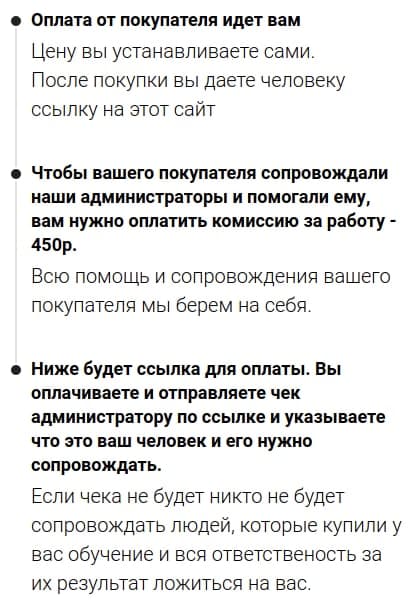 Оплата от покупателя идет вам
Цену вы устанавливаете сами.
После покупки вы даете человеку
ссылку на этот сайт
Чтобы вашего покупателя сопровождали
наши администраторы и помогали ему,
вам нужно оплатить комиссию за работу -
450р.
Всю помощь и сопровождения вашего
покупателя мы берем на себя.
Ниже будет ссылка для оплаты. Вы
оплачиваете и отправляете чек
администратору по ссылке и указываете
что это ваш человек и его нужно
сопровождать.
Если чека не будет никто не будет
сопровождать людей, которые купили у
вас обучение и вся ответственость за
их результат ложиться на вас.